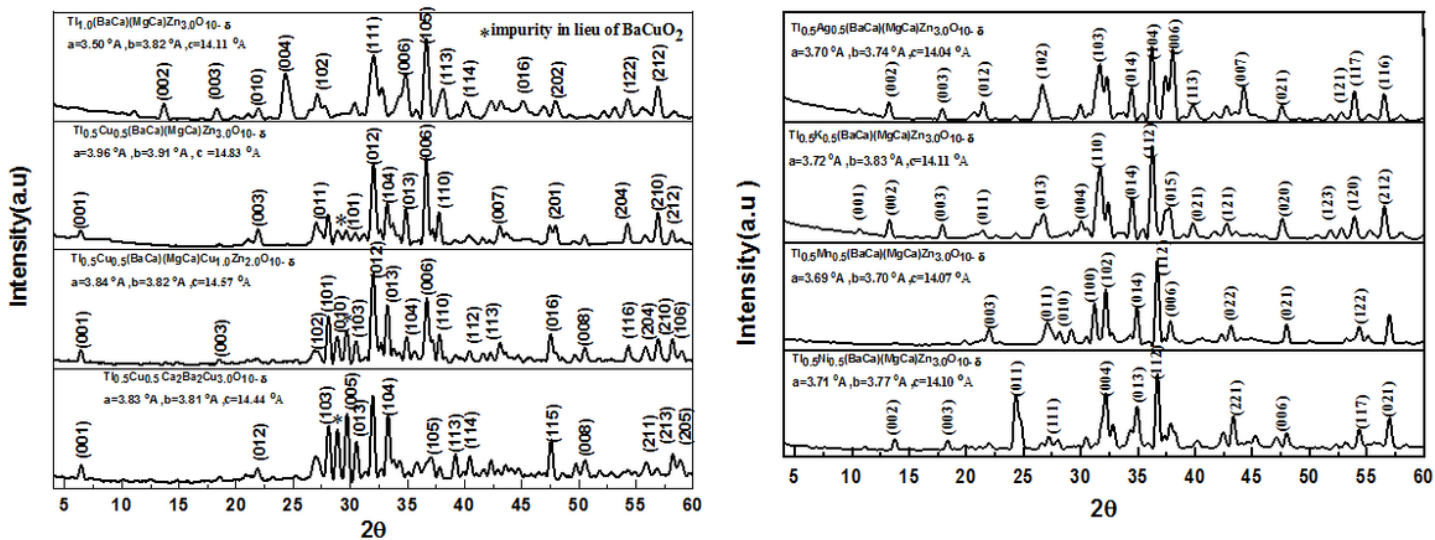 Tl1.0(BaCa)(MgCa)Zn3.0O10- δ
a=3.50 °A ,b=3.82 °A ,c=14.11 °A
*impurity in lieu of BaCuO2
(002) (003) (010) (004) (102) (111) (006) (105) (113) (114) (016) (202) (122) (212)
Tl0.5Cu0.5(BaCa)(MgCa)Zn3.0O10- δ
a=3.96 °A ,b=3.91 °A , c =14.83 °A
(001) (003) (011) * (101) (012) (104) (013) (006) (110) (007) (201) (204) (210) (212)
Tl0.5Cu0.5(BaCa)(MgCa)Cu1.0Zn2.0O10- δ
a=3.84 °A ,b=3.82 °A ,c=14.57 °A
(001) (003) (102) (101) (010) * (103) (012) (013) (104) (006) (110) (112) (113) (016) (008) (116) (204) (210) (106)
Tl0.5Cu0.5 Ca2Ba2Cu3.0O10- δ
a=3.83 °A ,b=3.81 °A ,c=14.44 °A
(001) (012) (103) * (005) (013) (104) (105) (113) (114) (115) (008) (211) (213) (205)
5 10 15 20 25 30 35 40 45 50 55 60
2θ
Intensity(a.u)
Tl0.5Ag0.5(BaCa)(MgCa)Zn3.0O10- δ
a=3.70 °A ,b=3.74 °A ,c=14.04 °A
(002) (003) (012) (102) (103) (014) (104) (006) (113) (007) (021) (121) (117) (116)
Tl0.5K0.5(BaCa)(MgCa)Zn3.0O10- δ
a=3.72 °A ,b=3.83 °A ,c=14.11 °A
(001) (002) (003) (011) (013) (004) (110) (014) (112) (015) (021) (121) (020) (123) (120) (212)
Tl0.5Mn0.5(BaCa)(MgCa)Zn3.0O10- δ
a=3.69 °A ,b=3.70 °A ,c=14.07 °A
(003) (011) (010) (100) (102) (014) (112) (006) (022) (021) (122)
Tl0.5Ni0.5(BaCa)(MgCa)Zn3.0O10- δ
a=3.71 °A ,b=3.77 °A ,c=14.10 °A
(002) (003) (011) (111) (004) (013) (112) (221) (006) (117) (021)
5 10 15 20 25 30 35 40 45 50 55 60
2θ
Intensity(a.u )